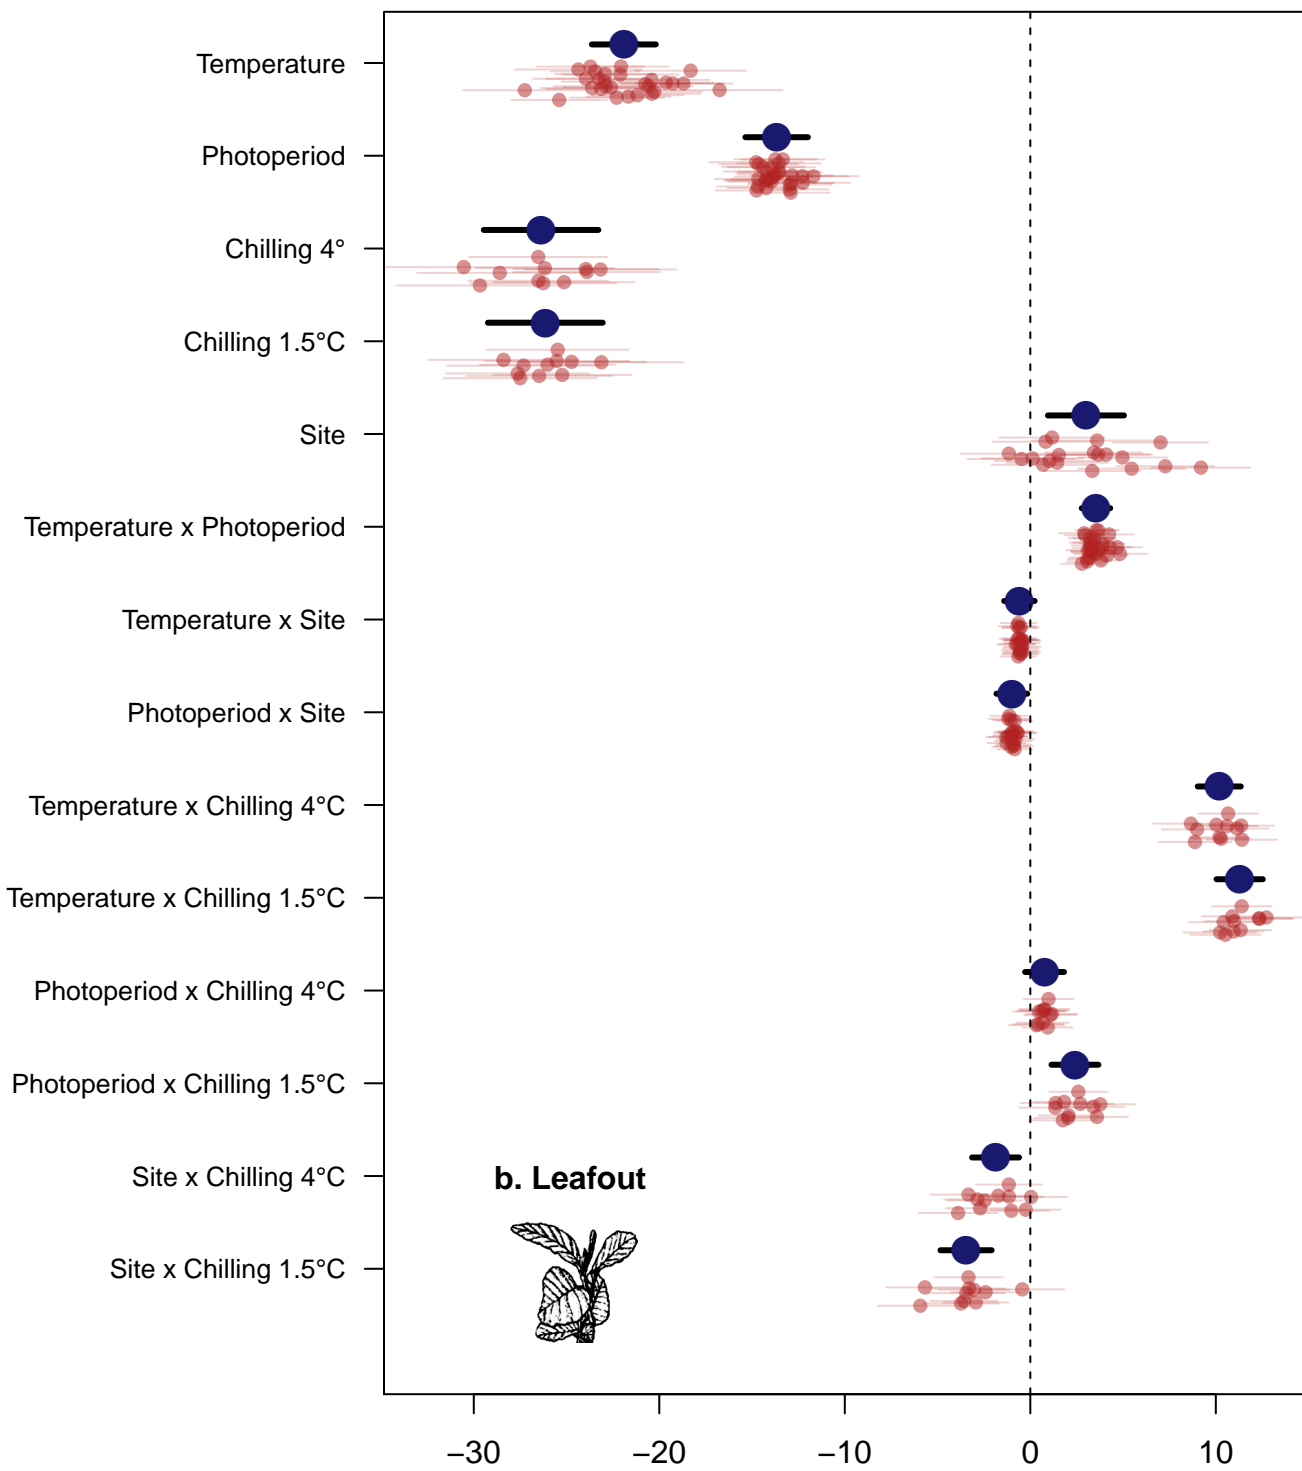 Temperature
Photoperiod
Chilling 4°
Chilling 1.5°C
Site
Temperature x Photoperiod
Temperature x Site
Photoperiod x Site
Temperature x Chilling 4°C
Temperature x Chilling 1.5°C
Photoperiod x Chilling 4°C
Photoperiod x Chilling 1.5°C
Site x Chilling 4°C
b. Leafout
Site x Chilling 1.5°C
−30 −20 −10 0 10